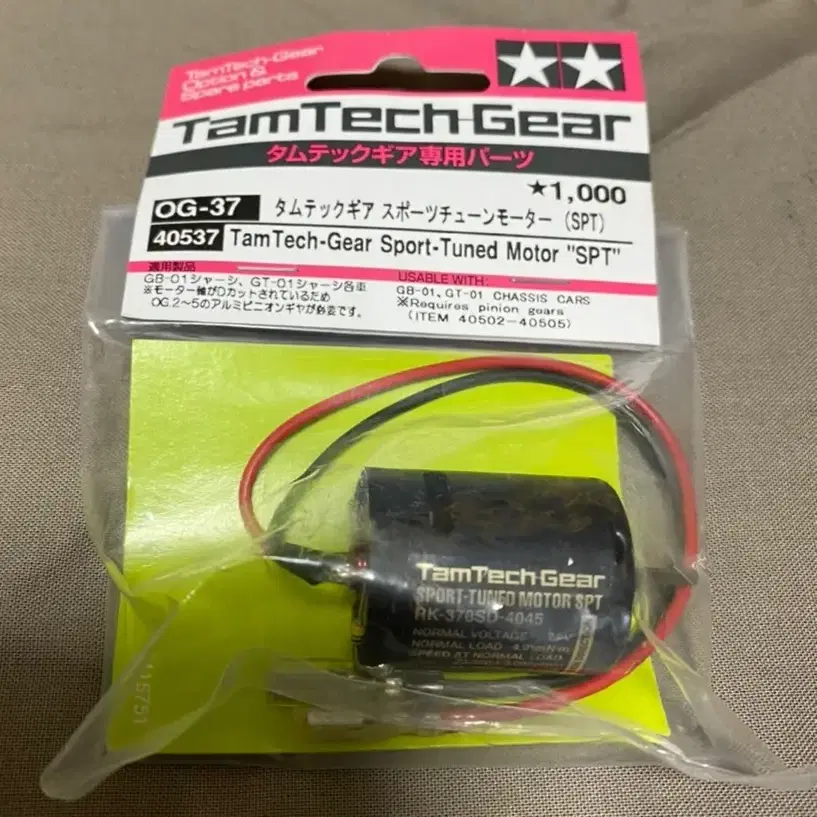 TamTech-Gear
Option &
Spare parts
TamTech-Gear
タムテックギア専用パーツ
★1,000
OG-37 タムテックギア スポーツチューンモーター (SPT)
40537 TamTech-Gear Sport-Tuned Motor "SPT"
適用製品
GB-01シャーシ、GT-01シャーシ各車
※モーター軸がDカットされているため
OG.2～5のアルミピニオンギヤが必要です。
USABLE WITH:
GB-01, GT-01 CHASSIS CARS
※Requires pinion gears
(ITEM 40502-40505)
TamTech-Gear
SPORT-TUNED MOTOR SPT
RK-370SD-4045
NORMAL VOLTAGE
NORMAL LOAD
SPEED AT NORMAL LOAD
115751